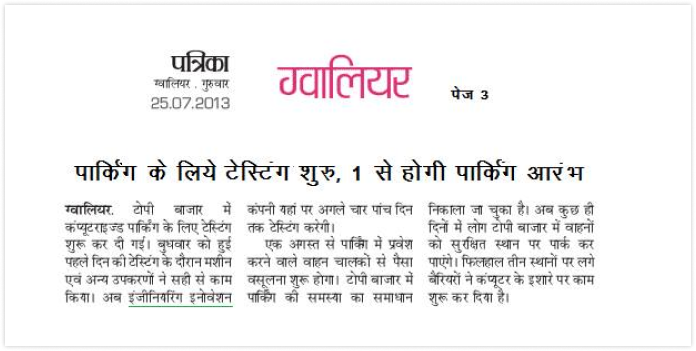 पत्रिका
ग्वालियर . गुरुवार
25.07.2013
ग्वालियर
पेज 3
पार्किंग के लिये टेस्टिंग शुरु, 1 से होगी पार्किंग आरंभ
ग्वालियर. टोपी बाजार में
कंप्यूटराइज्ड पार्किंग के लिए टेस्टिंग
शुरू कर दी गई। बुधवार को हुई
पहले दिन की टेस्टिंग के दौरान मशीन
एवं अन्य उपकरणों ने सही से काम
किया। अब इंजीनियरिंग इनोवेशन
कंपनी यहां पर अगले चार पांच दिन
तक टेस्टिंग करेगी।
एक अगस्त से पार्किंग में प्रवेश
करने वाले वाहन चालकों से पैसा
वसूलना शुरू होगा। टोपी बाजार में
पार्किंग की समस्या का समाधान
निकाला जा चुका है। अब कुछ ही
दिनों में लोग टोपी बाजार में वाहनों
को सुरक्षित स्थान पर पार्क कर
पाएंगे। फिलहाल तीन स्थानों पर लगे
बैरियरों ने कंप्यूटर के इशारे पर काम
शुरू कर दिया है।